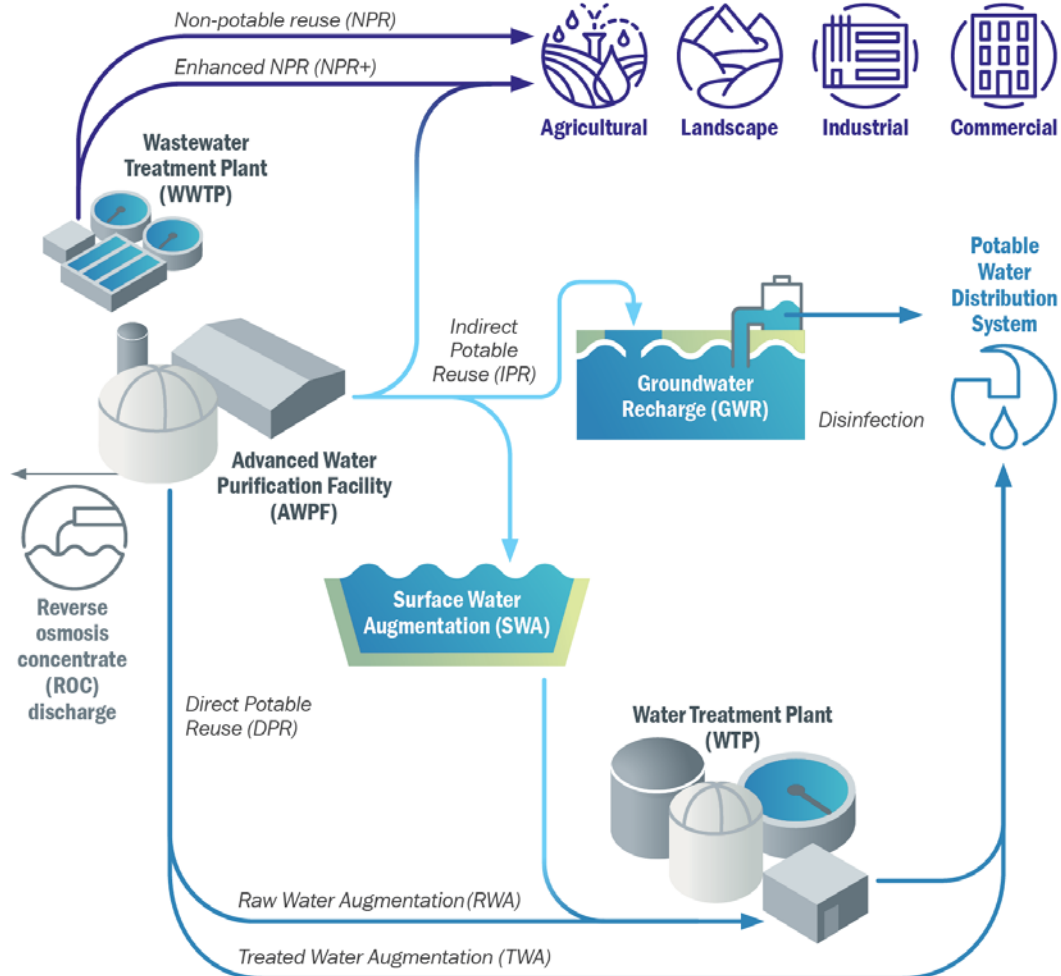 Non-potable reuse (NPR)
Enhanced NPR (NPR+)
Agricultural
Landscape
Industrial
Commercial
Wastewater
Treatment Plant
(WWTP)
Potable
Water
Distribution
System
Indirect
Potable
Reuse (IPR)
Groundwater
Recharge (GWR)
Disinfection
Advanced Water
Purification Facility
(AWPF)
Reverse
osmosis
concentrate
(ROC)
discharge
Surface Water
Augmentation (SWA)
Direct Potable
Reuse (DPR)
Water Treatment Plant
(WTP)
Raw Water Augmentation (RWA)
Treated Water Augmentation (TWA)